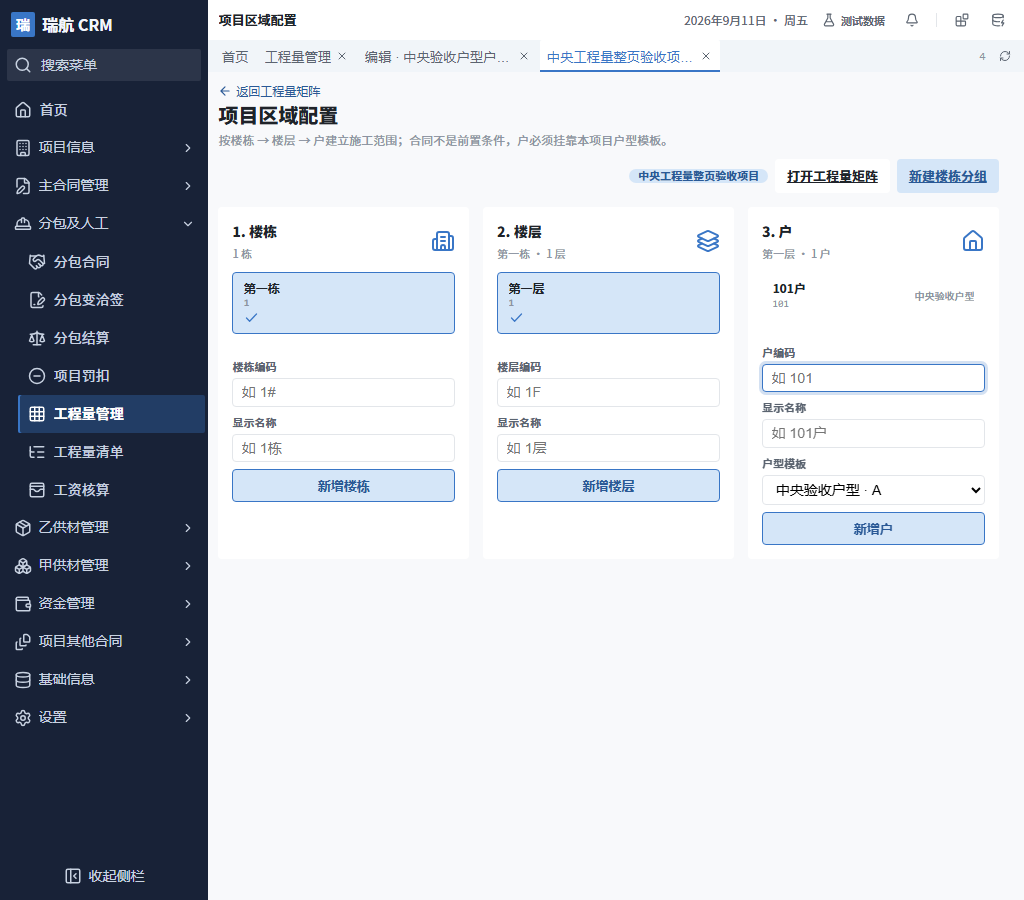 瑞 瑞航 CRM
搜索菜单
首页
项目信息
主合同管理
分包及人工
分包合同
分包变洽签
分包结算
项目罚扣
工程量管理
工程量清单
工资核算
乙供材管理
甲供材管理
资金管理
项目其他合同
基础信息
设置
收起侧栏
项目区域配置
2026年9月11日 • 周五 测试数据
首页 工程量管理 编辑 · 中央验收户型户… 中央工程量整页验收项… 4
返回工程量矩阵
项目区域配置
按楼栋 → 楼层 → 户建立施工范围；合同不是前置条件，户必须挂靠本项目户型模板。
中央工程量整页验收项目 打开工程量矩阵 新建楼栋分组
1. 楼栋
1 栋
第一栋
1
楼栋编码
如 1#
显示名称
如 1栋
新增楼栋
2. 楼层
第一栋 • 1 层
第一层
1
楼层编码
如 1F
显示名称
如 1层
新增楼层
3. 户
第一层 • 1 户
101户
101
中央验收户型
户编码
如 101
显示名称
如 101户
户型模板
中央验收户型 · A
新增户